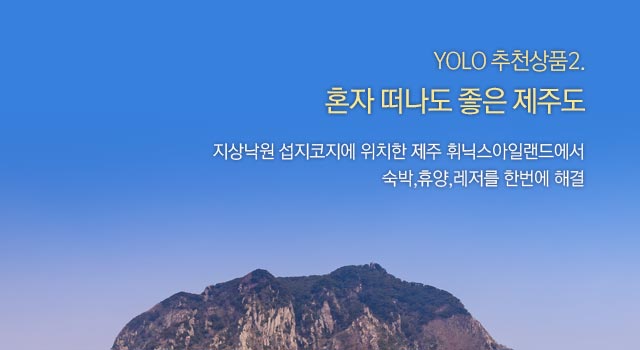 YOLO 추천상품2.
혼자 떠나도 좋은 제주도
지상낙원 섭지코지에 위치한 제주 휘닉스아일랜드에서
숙박,휴양,레저를 한번에 해결